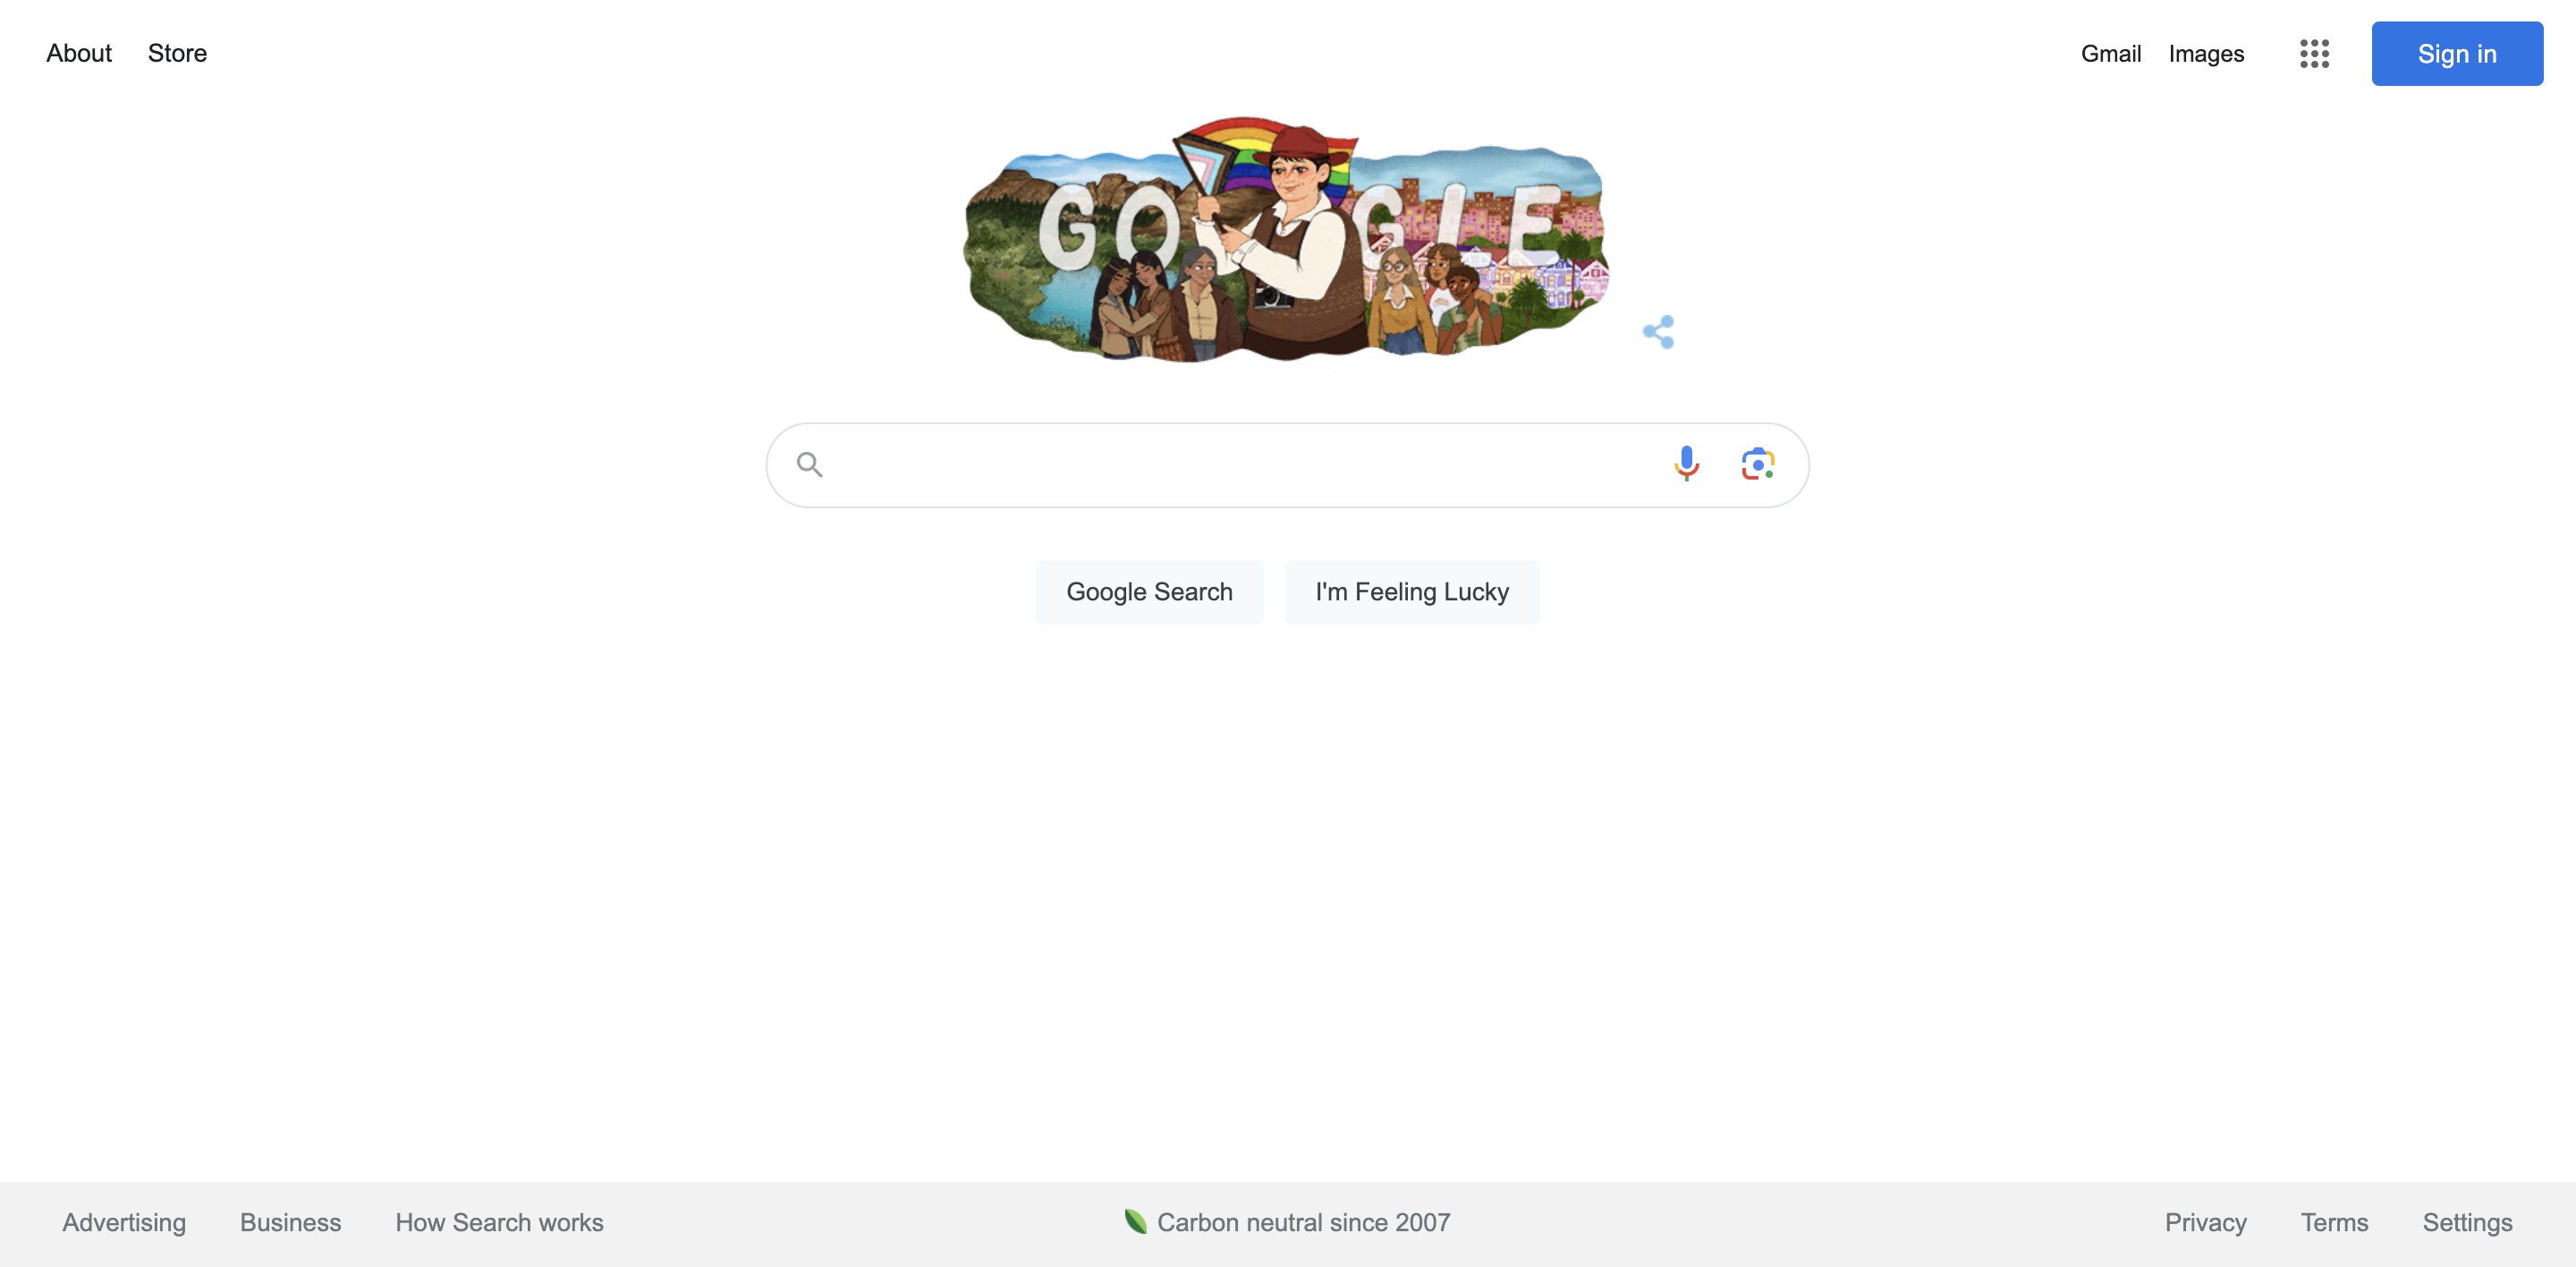 About Store Gmail Images Sign in
GO GLE
Google Search I'm Feeling Lucky
Advertising Business How Search works Carbon neutral since 2007 Privacy Terms Settings